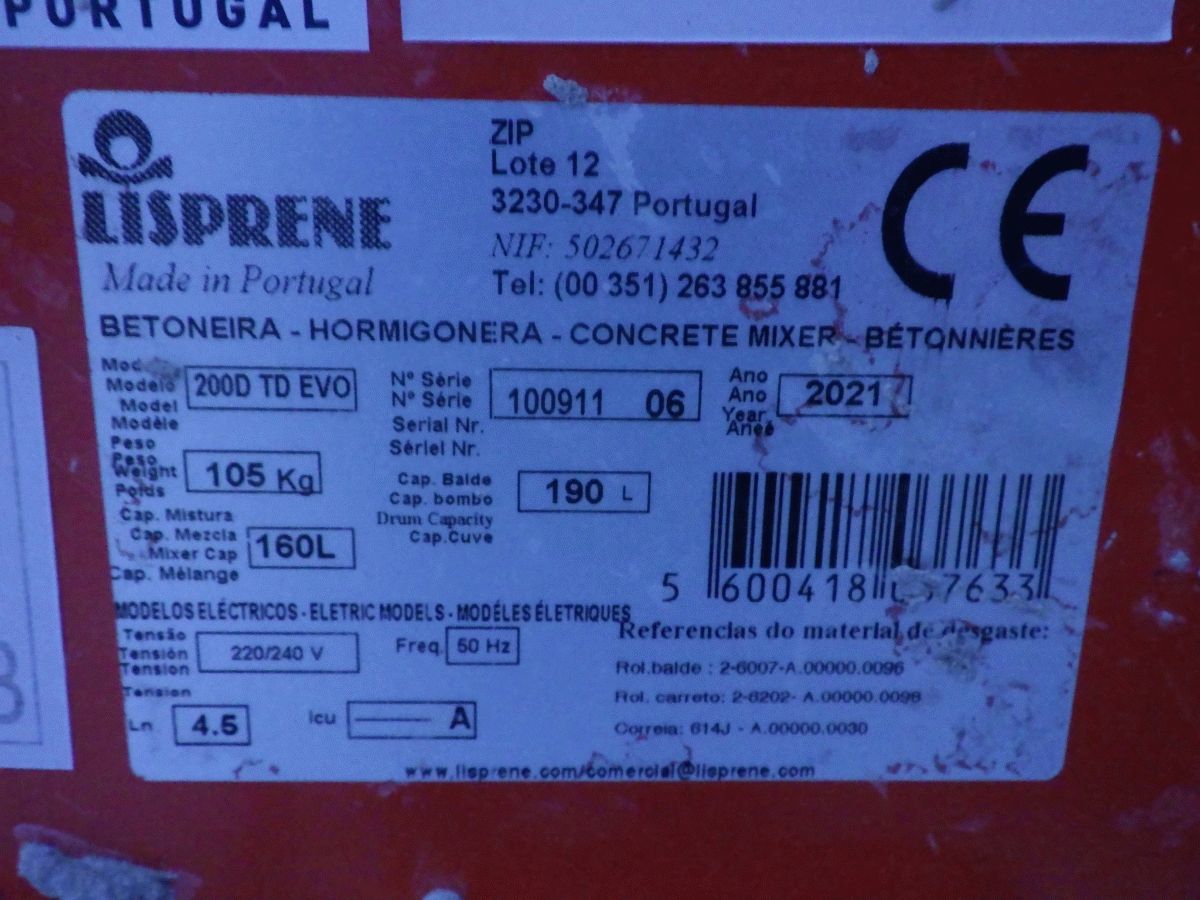 PORTUGAL
LISPRENE
Made in Portugal
ZIP
Lote 12
3230-347 Portugal
NIF: 502671432
Tel: (00 351) 263 855 881
CE
BETONEIRA - HORMIGONERA - CONCRETE MIXER - BÉTONNIÈRES
Modelo
Model
Modèle
200D TD EVO
Nº Série
Nº Série
Serial Nr.
Sériel Nr.
100911 06
Ano
Ano
Year
Aneé
2021
Peso
Peso
Weight
Poids
105 Kg
Cap. Balde
Cap. bombo
Drum Capacity
Cap.Cuve
190 L
Cap. Mistura
Cap. Mezcla
Mixer Cap
Cap. Mélange
160L
5 600418
MODELOS ELÉCTRICOS - ELETRIC MODELS - MODÉLES ÉLETRIQUES
Tensão
Tensión
Tension
Tension
220/240 V
Freq. 50 Hz
Ln 4.5
Icu A
Referencias do material de desgaste:
Rol.balde : 2-6007-A.00000.0096
Rol. carreto: 2-6202- A.00000.0098
Correia: 614J - A.00000.0030
www.lisprene.com/comercial@lisprene.com